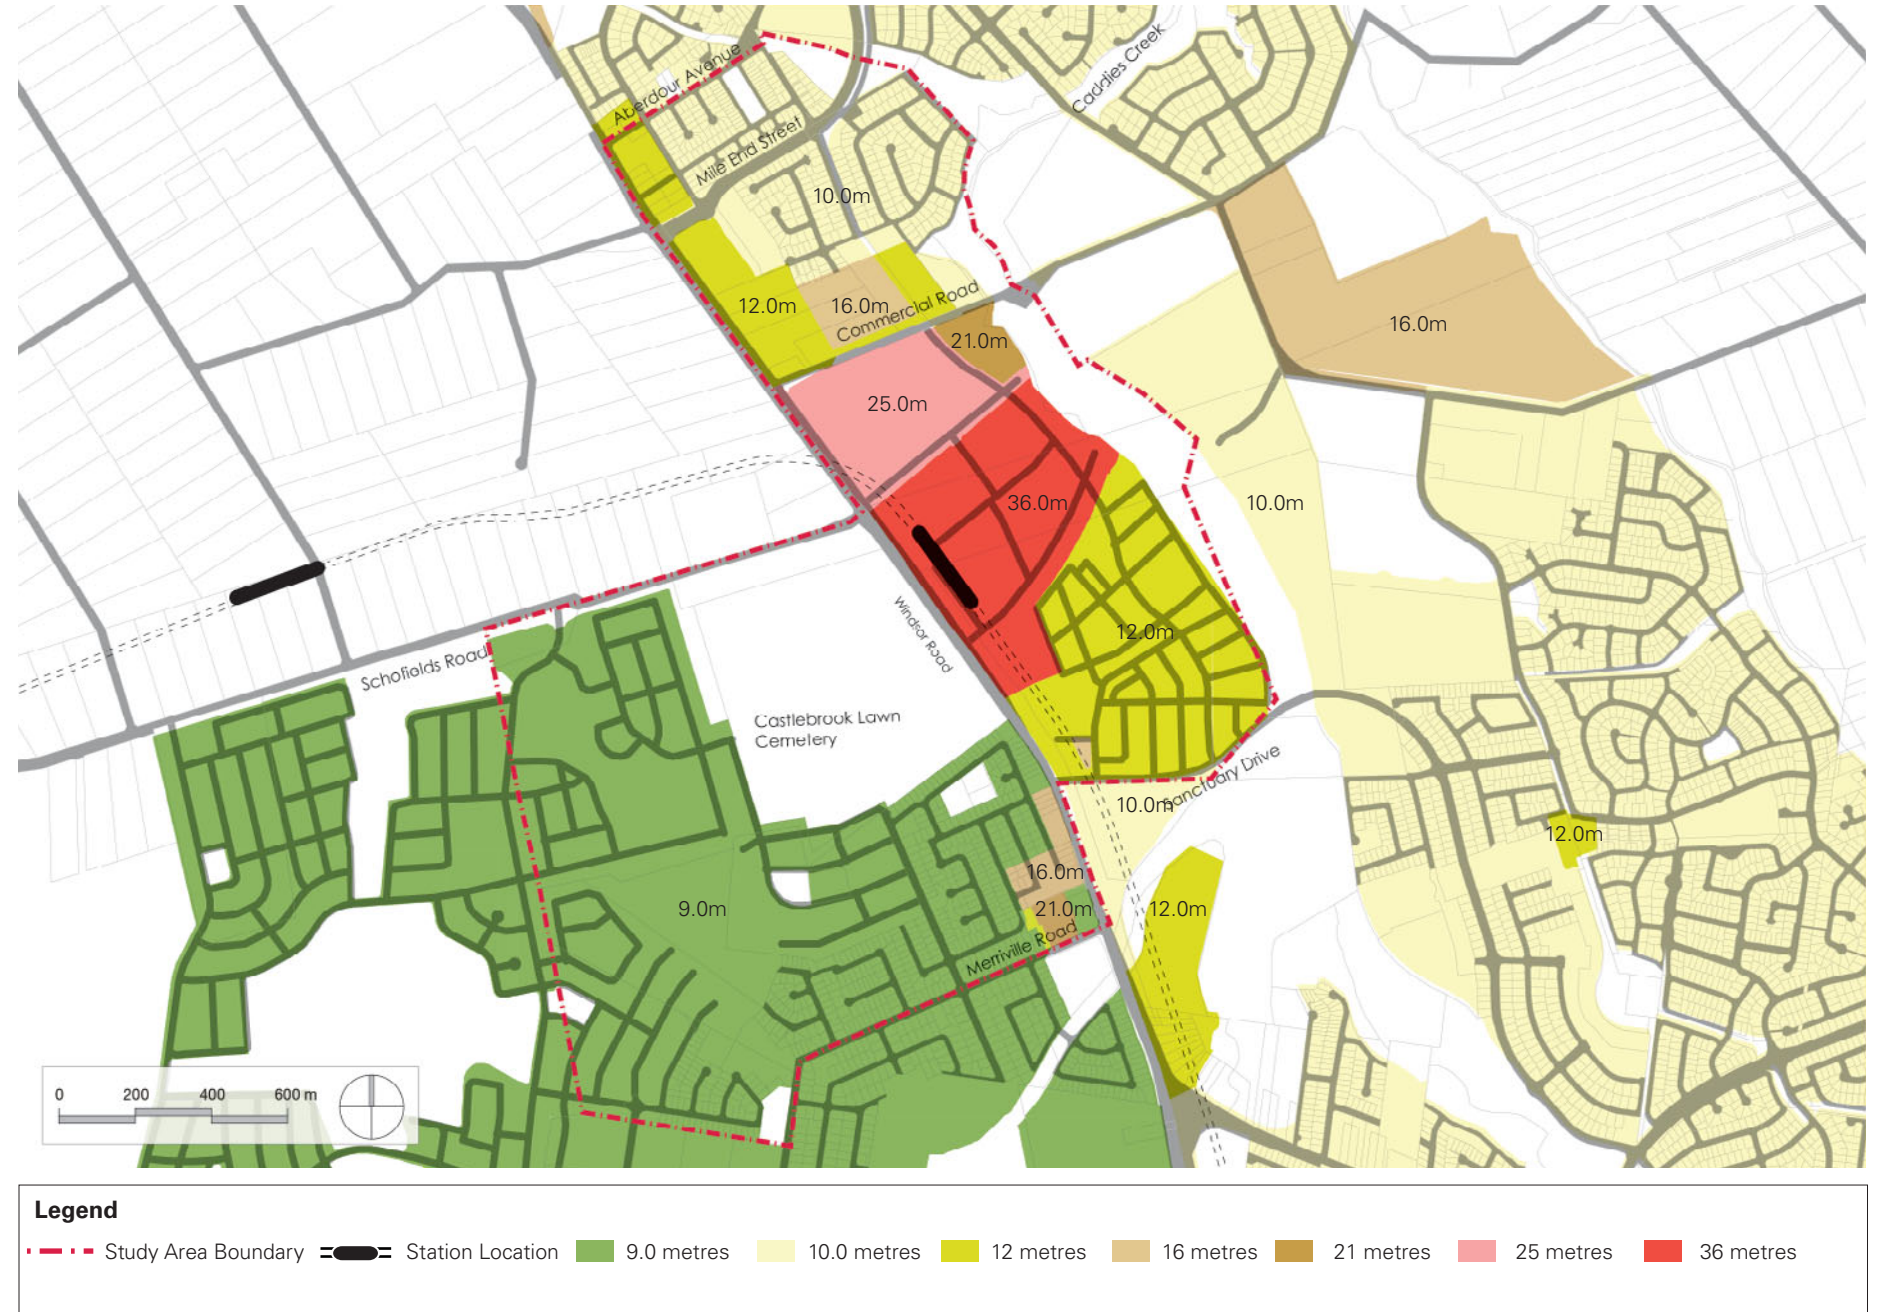 Aberdour Avenue
Caddies Creek
Mile End Street
10.0m
12.0m
16.0m
Commercial Road
16.0m
21.0m
25.0m
36.0m
10.0m
Windsor Road
12.0m
Schofields Road
Castlebrook Lawn
Cemetery
Sanctuary Drive
10.0m
12.0m
16.0m
9.0m
21.0m
12.0m
Merriville Road
0 200 400 600 m
Legend
Study Area Boundary Station Location 9.0 metres 10.0 metres 12 metres 16 metres 21 metres 25 metres 36 metres